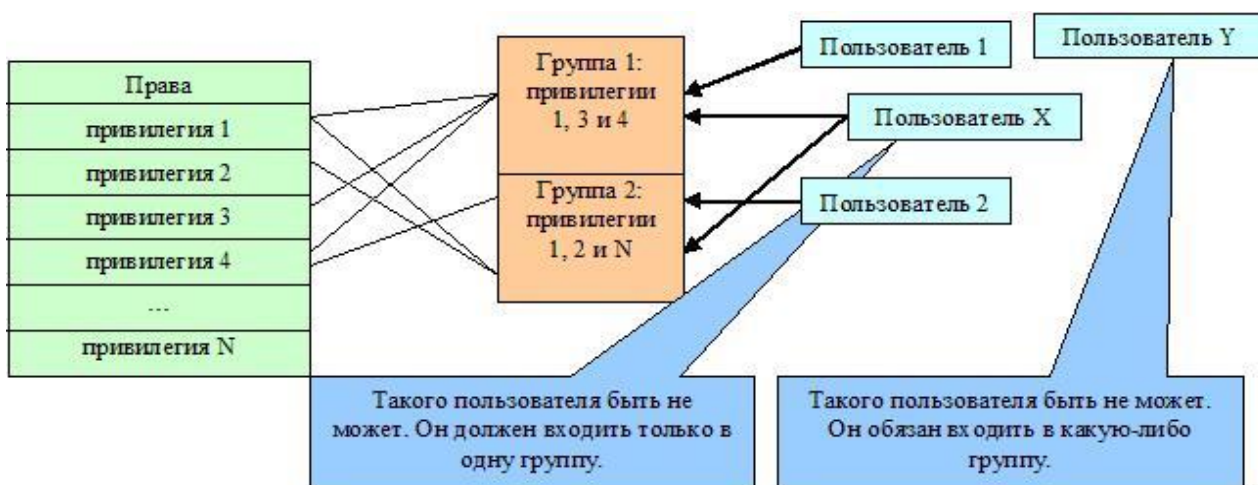 Права
привилегия 1
привилегия 2
привилегия 3
привилегия 4
...
привилегия N
Группа 1:
привилегии
1, 3 и 4
Группа 2:
привилегии
1, 2 и N
Пользователь 1
Пользователь X
Пользователь 2
Пользователь Y
Такого пользователя быть не
может. Он должен входить только в
одну группу.
Такого пользователя быть не может.
Он обязан входить в какую-либо
группу.